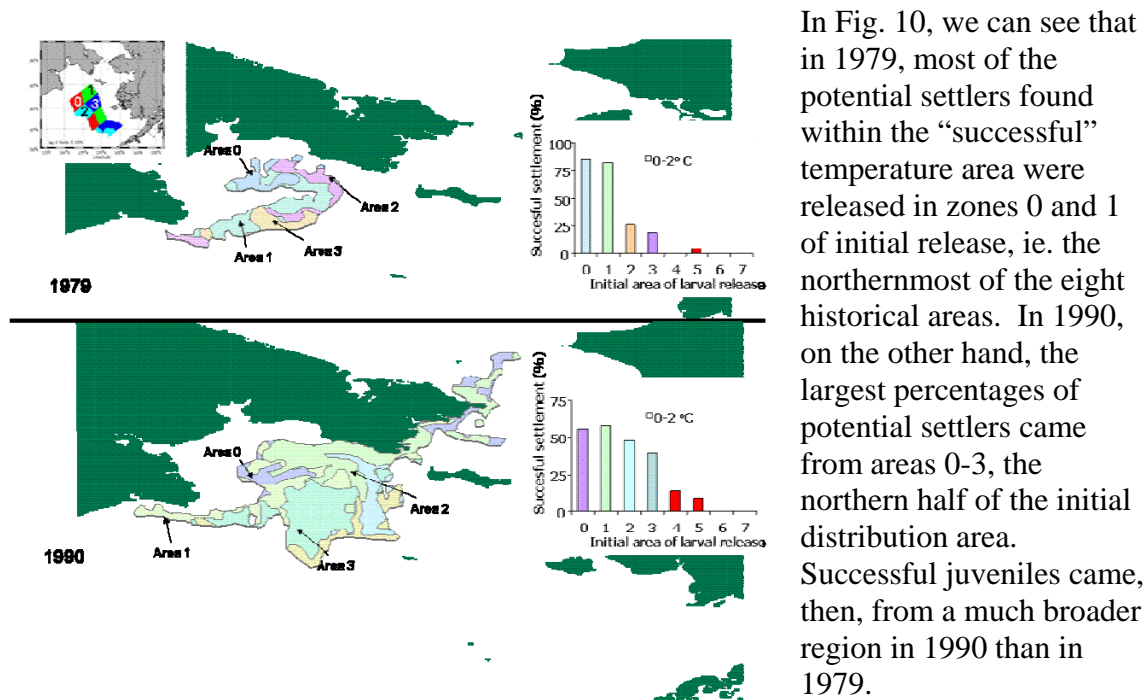 0
1
3
2
Area 0
Area 2
Area 3
Area 1
1979
Succesful settlement (%)
100
75
50
25
0
□0-2º C
0 1 2 3 4 5 6 7
Initial area of larval release
Area 0
Area 2
Area 1
Area 3
1990
Succesful settlement (%)
75
50
25
0
□0-2 ºC
0 1 2 3 4 5 6 7
Initial area of larval release
In Fig. 10, we can see that
in 1979, most of the
potential settlers found
within the “successful”
temperature area were
released in zones 0 and 1
of initial release, ie. the
northernmost of the eight
historical areas.  In 1990,
on the other hand, the
largest percentages of
potential settlers came
from areas 0-3, the
northern half of the initial
distribution area.
Successful juveniles came,
then, from a much broader
region in 1990 than in
1979.